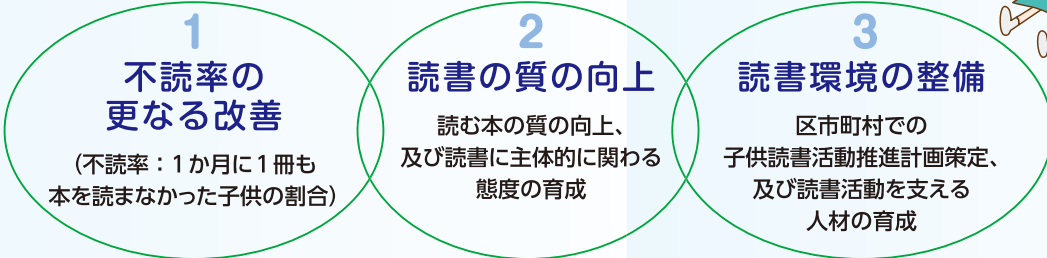 1
不読率の
更なる改善
(不読率：1か月に1冊も
本を読まなかった子供の割合)
2
読書の質の向上
読む本の質の向上、
及び読書に主体的に関わる
態度の育成
3
読書環境の整備
区市町村での
子供読書活動推進計画策定、
及び読書活動を支える
人材の育成